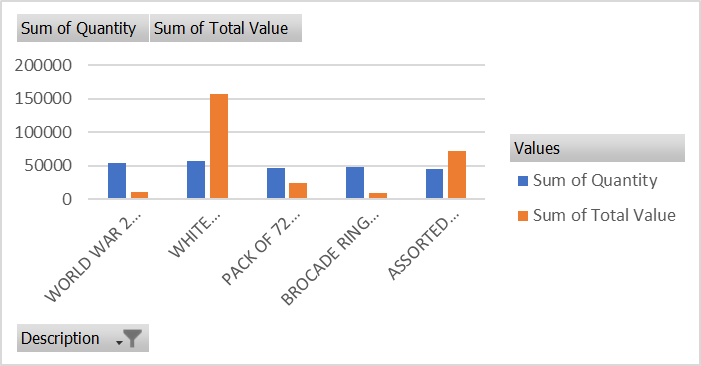 Sum of Quantity Sum of Total Value
200000
150000
100000
50000
0
WORLD WAR 2...
WHITE...
PACK OF 72...
BROCADE RING...
ASSORTED...
Values
Sum of Quantity
Sum of Total Value
Description